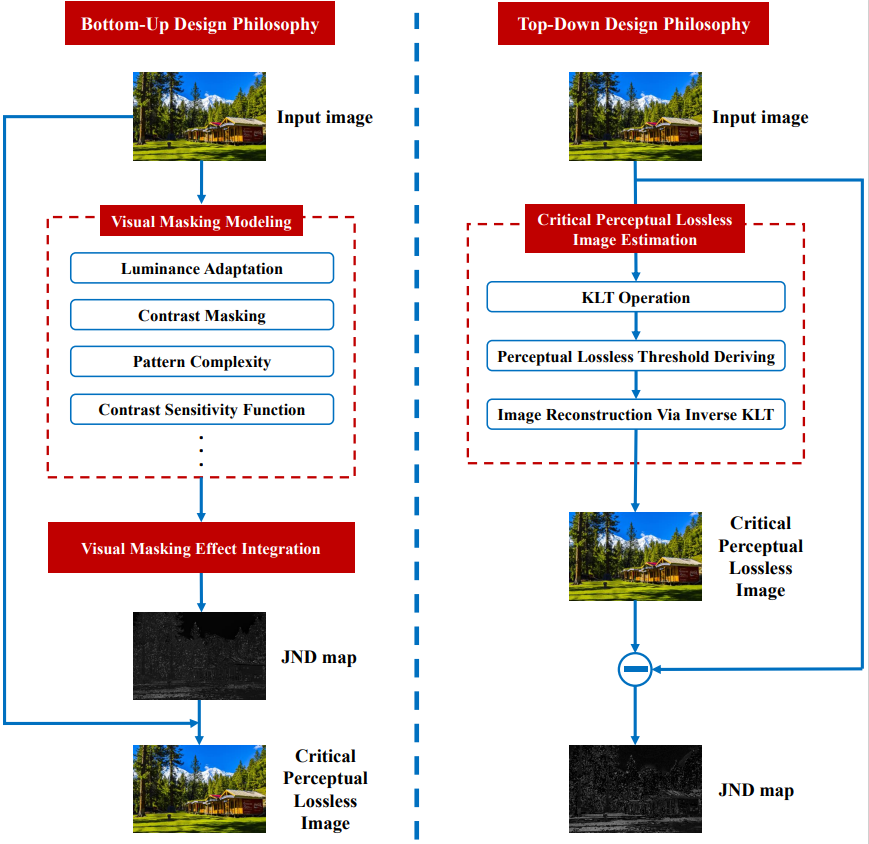 Bottom-Up Design Philosophy
Input image
Visual Masking Modeling
Luminance Adaptation
Contrast Masking
Pattern Complexity
Contrast Sensitivity Function
Visual Masking Effect Integration
JND map
Critical
Perceptual
Lossless
Image
Top-Down Design Philosophy
Input image
Critical Perceptual Lossless
Image Estimation
KLT Operation
Perceptual Lossless Threshold Deriving
Image Reconstruction Via Inverse KLT
Critical
Perceptual
Lossless
Image
JND map